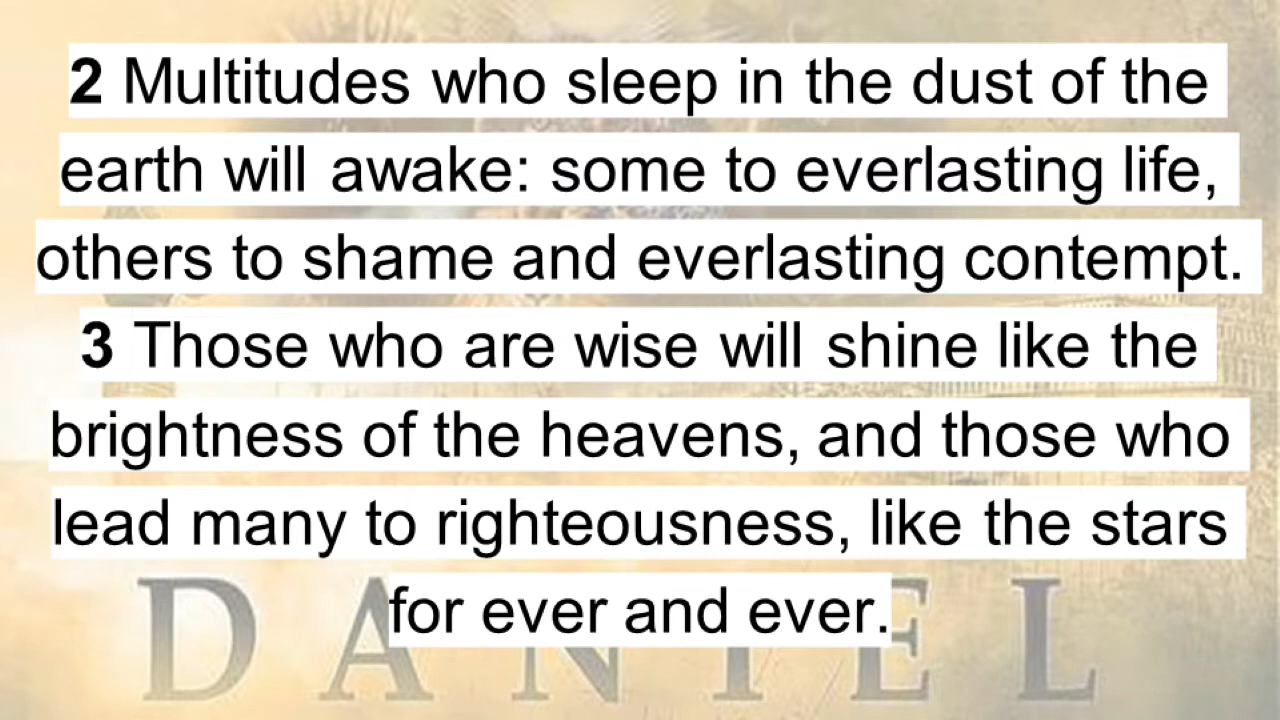 2 Multitudes who sleep in the dust of the
earth will awake: some to everlasting life,
others to shame and everlasting contempt.
3 Those who are wise will shine like the
brightness of the heavens, and those who
lead many to righteousness, like the stars
for ever and ever.
DANIEL